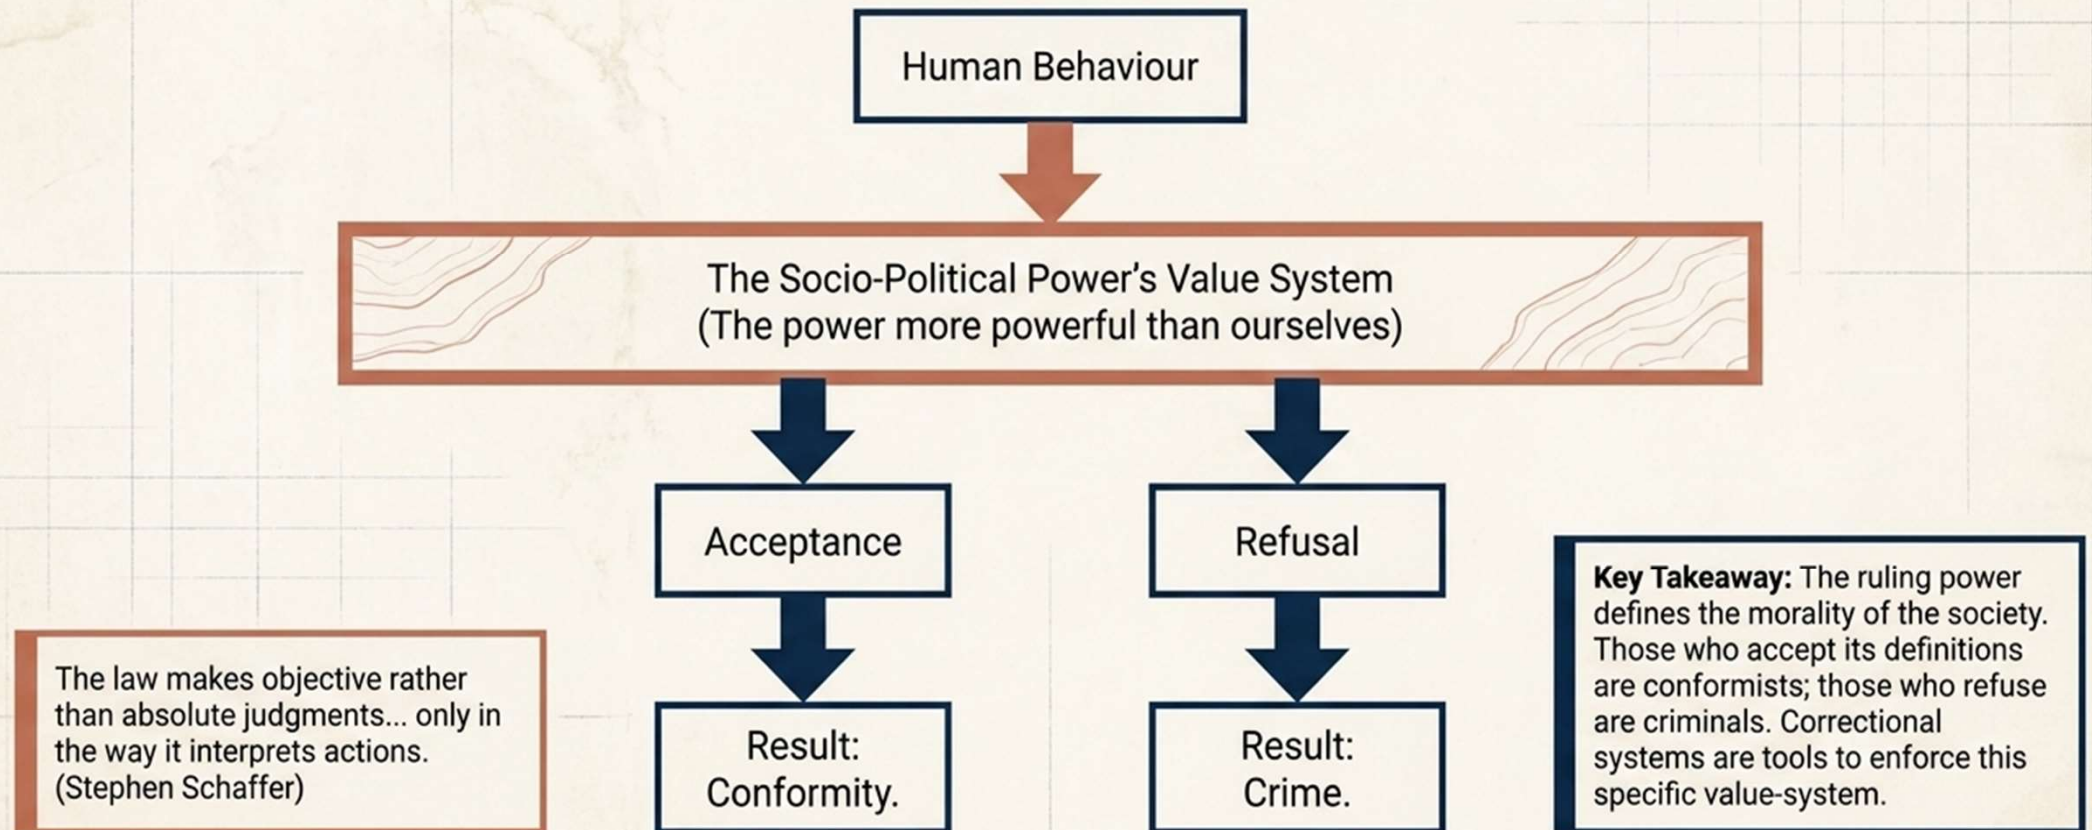 Human Behaviour
The Socio-Political Power's Value System
(The power more powerful than ourselves)
Acceptance
Refusal
Result:
Conformity.
Result:
Crime.
The law makes objective rather
than absolute judgments... only in
the way it interprets actions.
(Stephen Schaffer)
Key Takeaway: The ruling power
defines the morality of the society.
Those who accept its definitions
are conformists; those who refuse
are criminals. Correctional
systems are tools to enforce this
specific value-system.